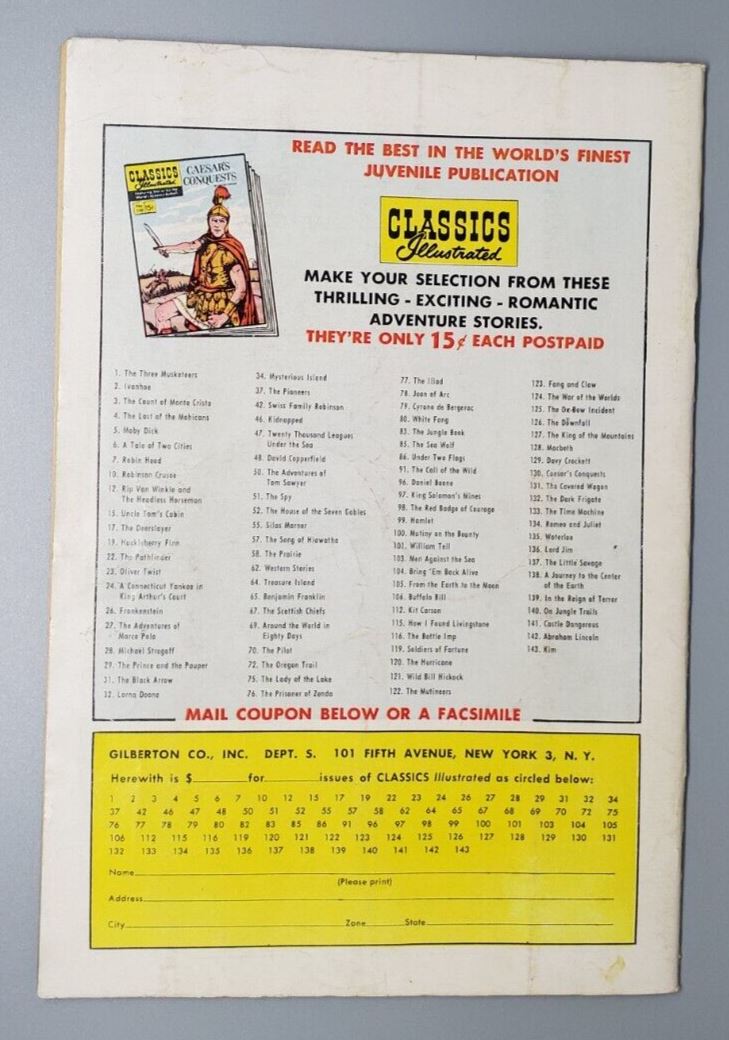 CLASSICS
Illustrated
CAESAR'S
CONQUESTS
15¢
READ THE BEST IN THE WORLD'S FINEST
JUVENILE PUBLICATION
CLASSICS
Illustrated
MAKE YOUR SELECTION FROM THESE
THRILLING - EXCITING - ROMANTIC
ADVENTURE STORIES.
THEY'RE ONLY 15¢ EACH POSTPAID
1. The Three Musketeers
2. Ivanhoe
3. The Count of Monte Cristo
4. The Last of the Mohicans
5. Moby Dick
6. A Tale of Two Cities
7. Robin Hood
10. Robinson Crusoe
12. Rip Van Winkle and
The Headless Horseman
15. Uncle Tom's Cabin
17. The Deerslayer
19. Huckleberry Finn
22. The Pathfinder
23. Oliver Twist
24. A Connecticut Yankee in
King Arthur's Court
26. Frankenstein
27. The Adventures of
Marco Polo
28. Michael Strogoff
29. The Prince and the Pauper
31. The Black Arrow
32. Lorna Doone
34. Mysterious Island
37. The Pioneers
42. Swiss Family Robinson
46. Kidnapped
47. Twenty Thousand Leagues
Under the Sea
48. David Copperfield
50. The Adventures of
Tom Sawyer
51. The Spy
52. The House of the Seven Gables
55. Silas Marner
57. The Song of Hiawatha
58. The Prairie
62. Western Stories
64. Treasure Island
65. Benjamin Franklin
67. The Scottish Chiefs
69. Around the World in
Eighty Days
70. The Pilot
72. The Oregon Trail
75. The Lady of the Lake
76. The Prisoner of Zenda
77. The Iliad
78. Joan of Arc
79. Cyrano de Bergerac
80. White Fang
83. The Jungle Book
85. The Sea Wolf
86. Under Two Flags
91. The Call of the Wild
96. Daniel Boone
97. King Solomon's Mines
98. The Red Badge of Courage
99. Hamlet
100. Mutiny on the Bounty
101. William Tell
103. Men Against the Sea
104. Bring 'Em Back Alive
105. From the Earth to the Moon
106. Buffalo Bill
112. Kit Carson
115. How I Found Livingstone
116. The Bottle Imp
119. Soldiers of Fortune
120. The Hurricane
121. Wild Bill Hickock
122. The Mutineers
123. Fang and Claw
124. The War of the Worlds
125. The Ox-Bow Incident
126. The Downfall
127. The King of the Mountains
128. Macbeth
129. Davy Crockett
130. Caesar's Conquests
131. The Covered Wagon
132. The Dark Frigate
133. The Time Machine
134. Romeo and Juliet
135. Waterloo
136. Lord Jim
137. The Little Savage
138. A Journey to the Center
of the Earth
139. In the Reign of Terror
140. On Jungle Trails
141. Castle Dangerous
142. Abraham Lincoln
143. Kim
MAIL COUPON BELOW OR A FACSIMILE
GILBERTON CO., INC. DEPT. S. 101 FIFTH AVENUE, NEW YORK 3, N. Y.
Herewith is $ for issues of CLASSICS Illustrated as circled below:
1 2 3 4 5 6 7 10 12 15 17 19 22 23 24 26 27 28 29 31 32 34
37 42 46 47 48 50 51 52 55 57 58 62 64 65 67 68 69 70 72 75
76 77 78 79 80 82 83 85 86 91 96 97 98 99 100 101 103 104 105
106 112 115 116 119 120 121 122 123 124 125 126 127 128 129 130 131
132 133 134 135 136 137 138 139 140 141 142 143
Name
(Please print)
Address
City Zone State